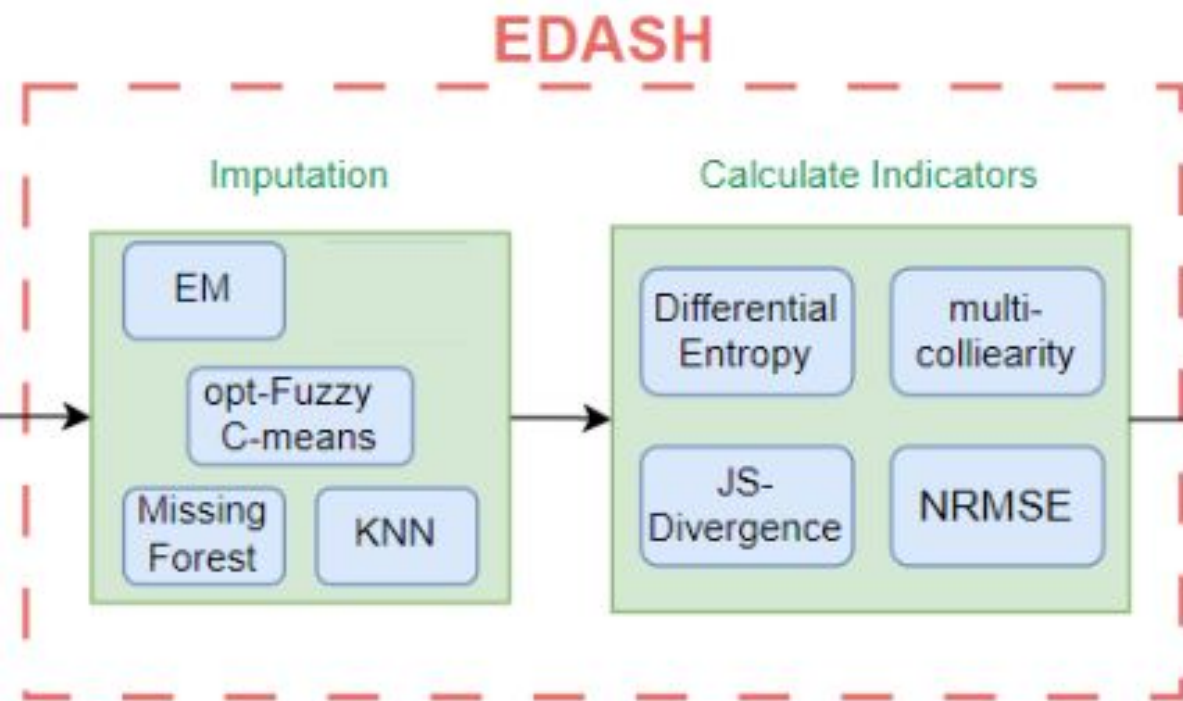 EDASH
Imputation
EM
opt-Fuzzy
C-means
Missing
Forest
KNN
Calculate Indicators
Differential
Entropy
multi-
colliearity
JS-
Divergence
NRMSE